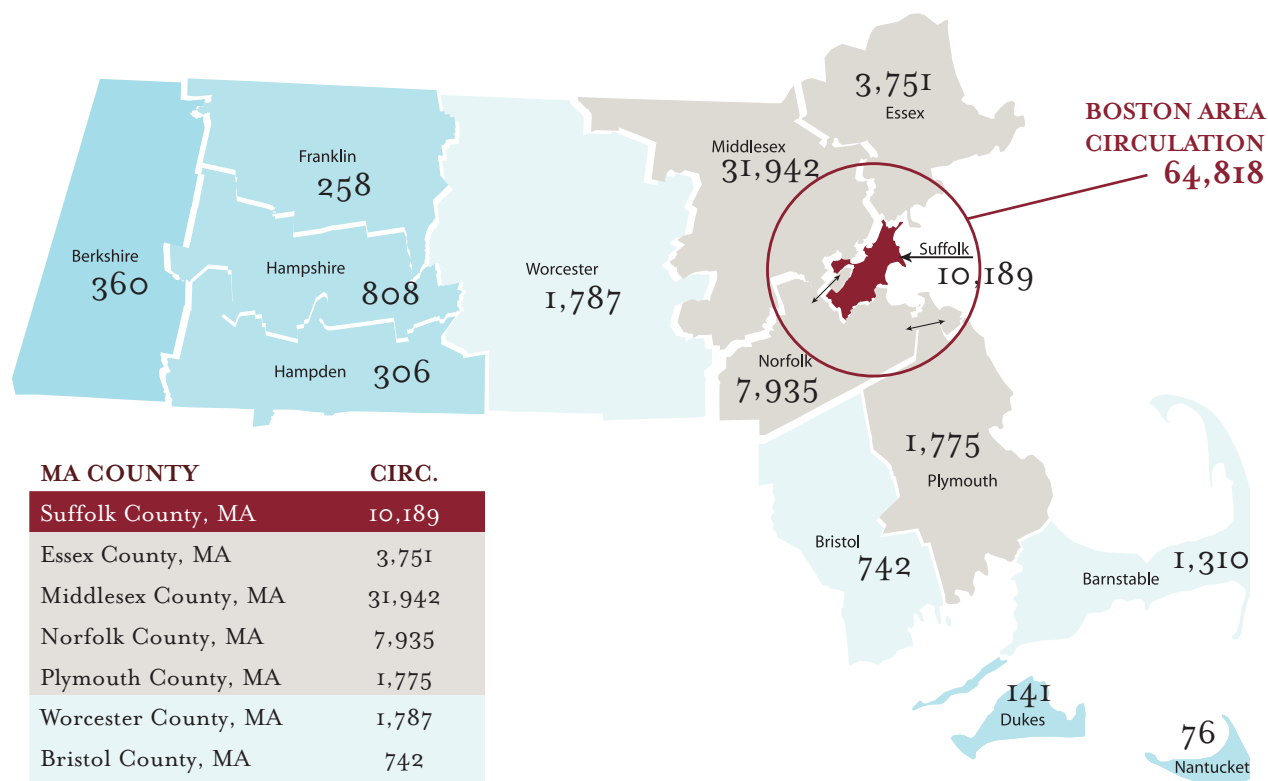 3,751
Essex
BOSTON AREA
CIRCULATION
64,818
Middlesex
31,942
Franklin
258
Suffolk
10,189
Berkshire
360
Hampshire
808
Worcester
1,787
Hampden
306
Norfolk
7,935
1,775
Plymouth
Bristol
742
1,310
Barnstable
141
Dukes
76
Nantucket
MA COUNTY CIRC.
Suffolk County, MA 10,189
Essex County, MA 3,751
Middlesex County, MA 31,942
Norfolk County, MA 7,935
Plymouth County, MA 1,775
Worcester County, MA 1,787
Bristol County, MA 742